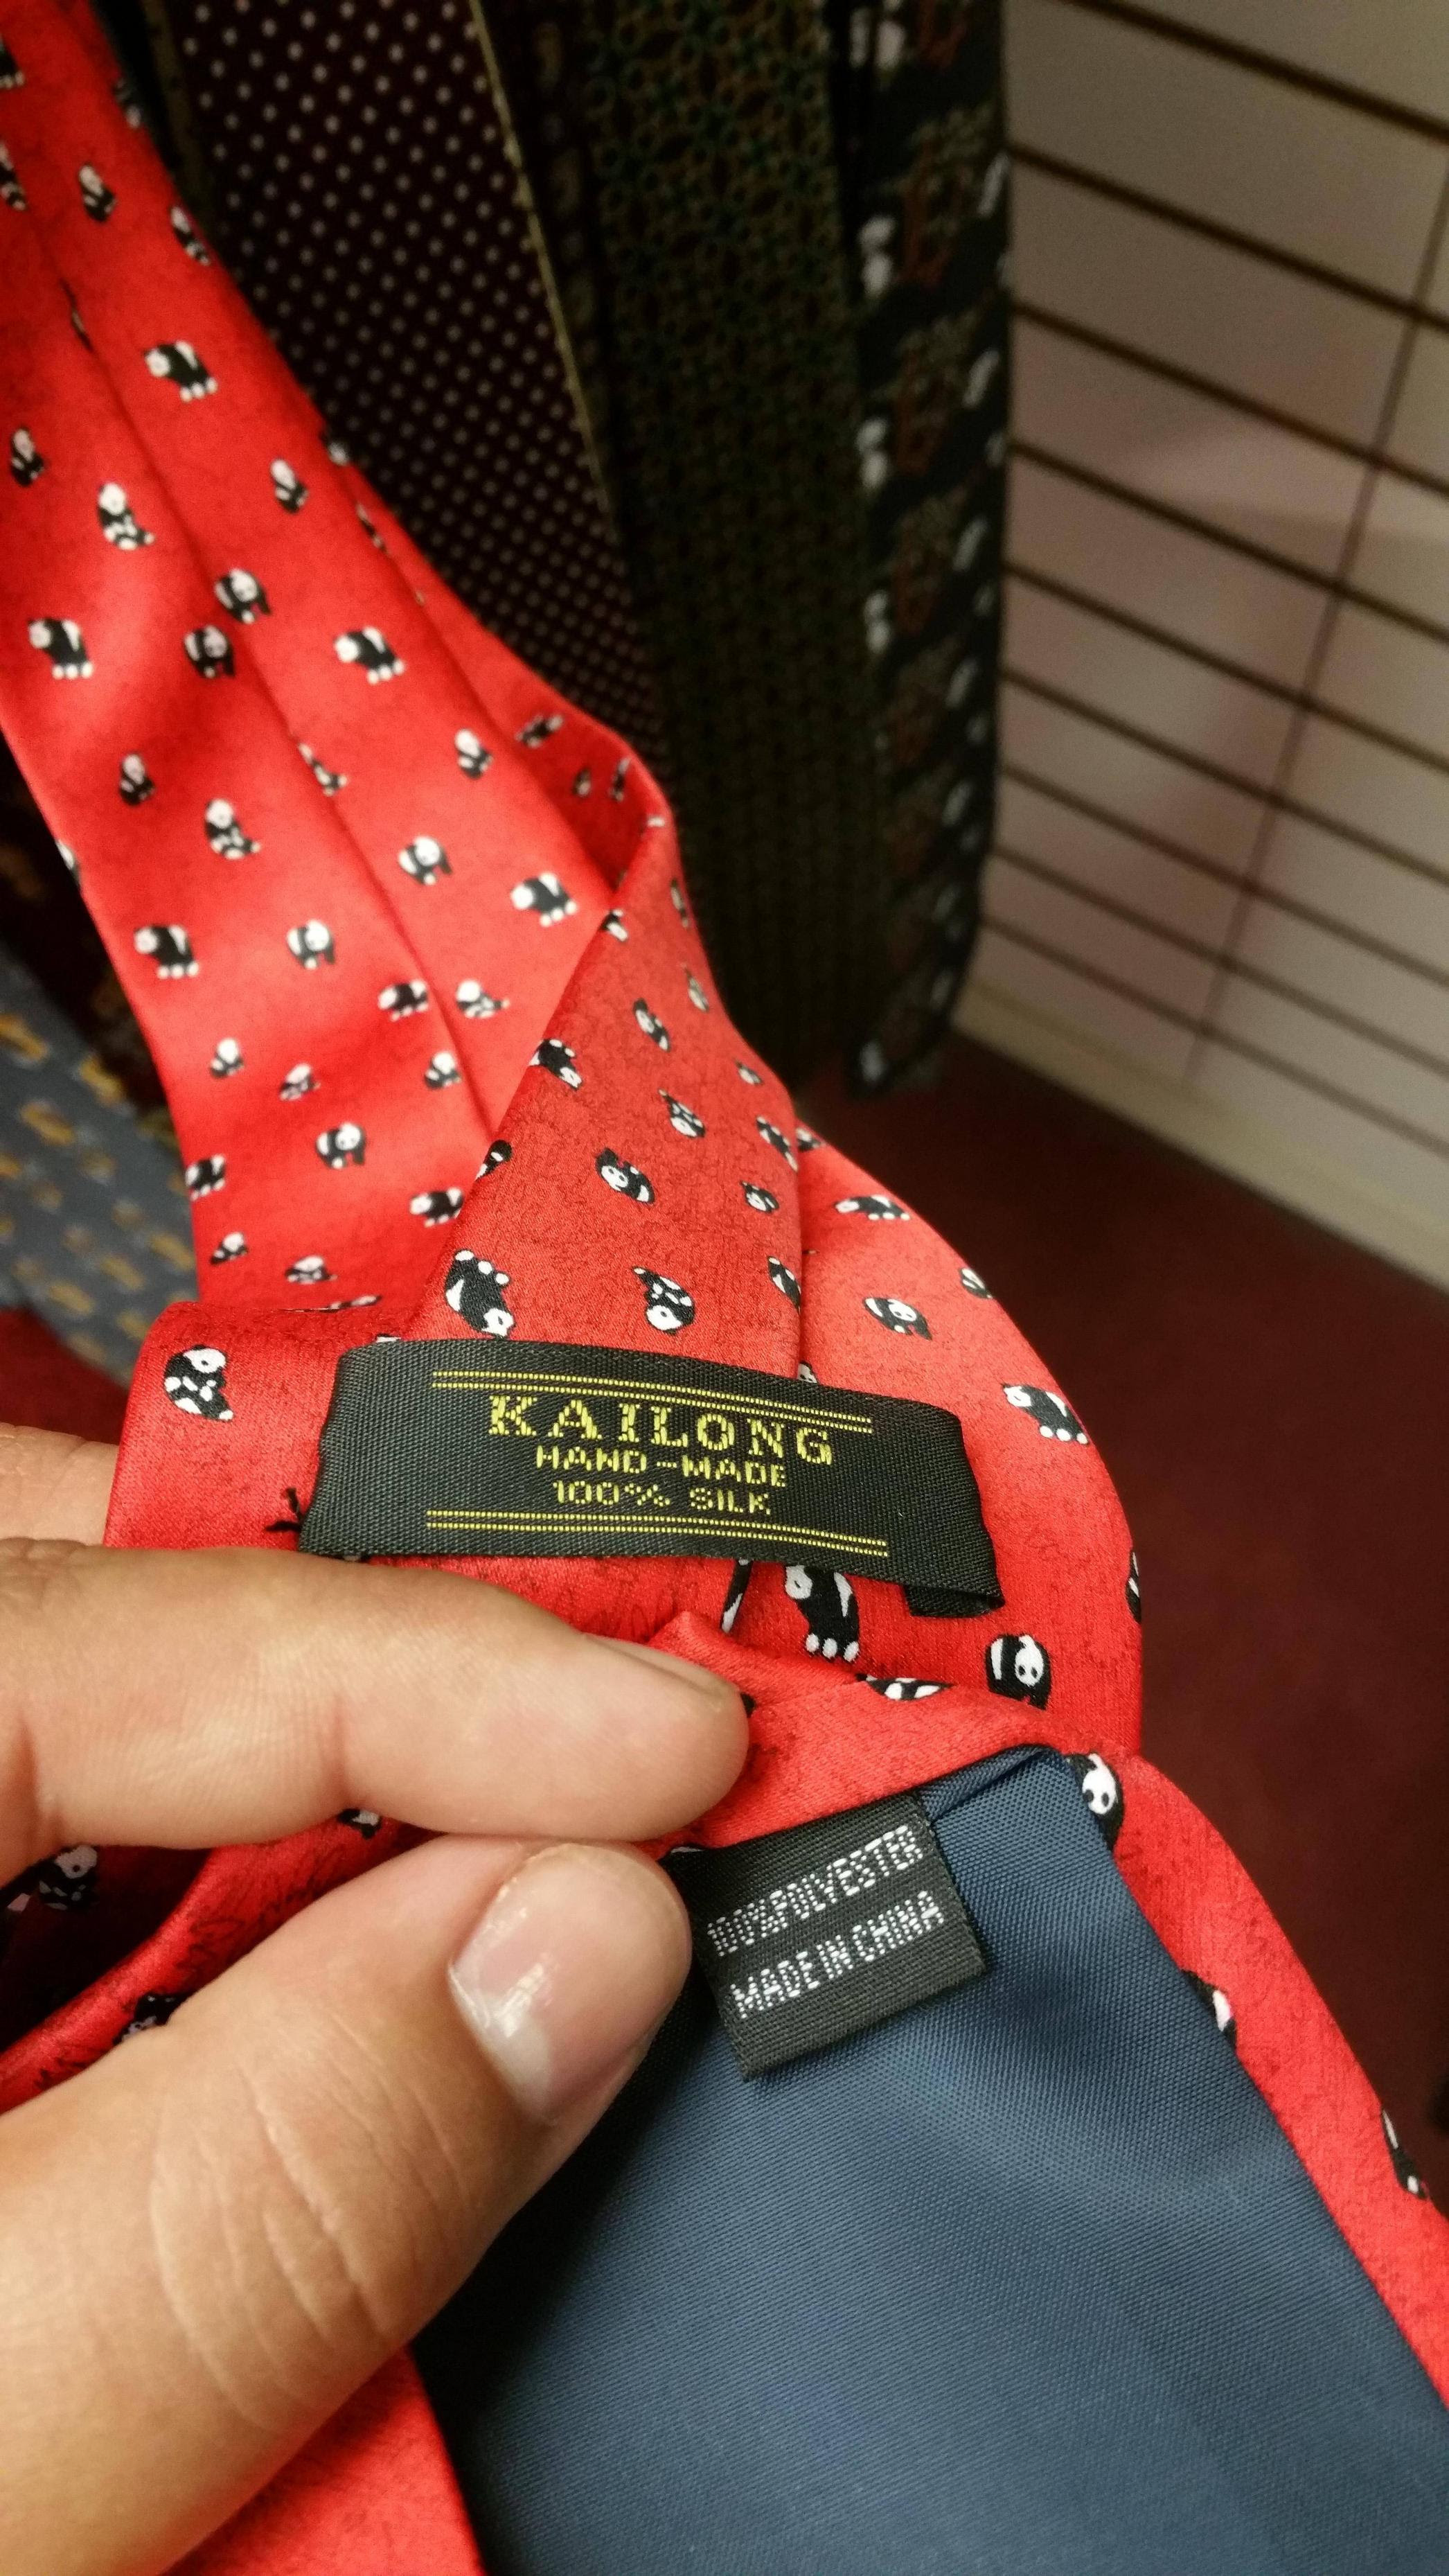 KAILONG
HAND-MADE
100% SILK
100%POLYESTER
MADE IN CHINA